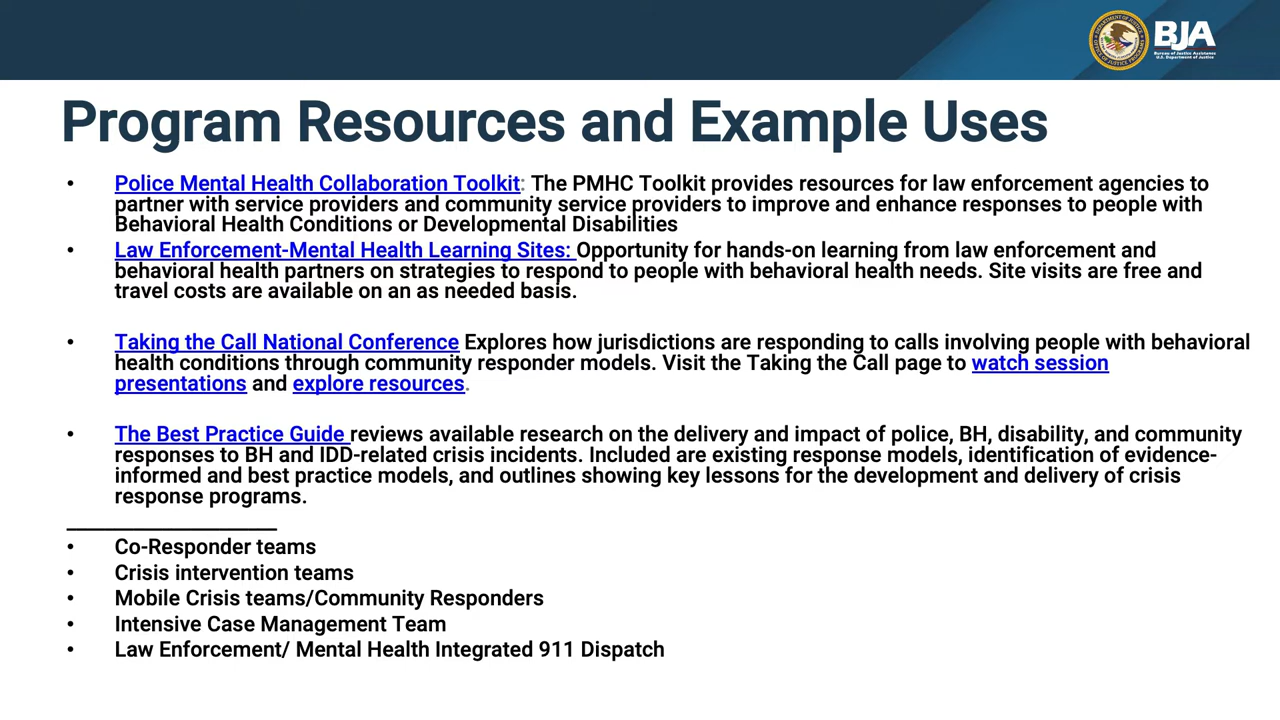 BJA
Bureau of Justice Assistance
U.S. Department of Justice
Program Resources and Example Uses
• Police Mental Health Collaboration Toolkit: The PMHC Toolkit provides resources for law enforcement agencies to
partner with service providers and community service providers to improve and enhance responses to people with
Behavioral Health Conditions or Developmental Disabilities
• Law Enforcement-Mental Health Learning Sites: Opportunity for hands-on learning from law enforcement and
behavioral health partners on strategies to respond to people with behavioral health needs. Site visits are free and
travel costs are available on an as needed basis.
• Taking the Call National Conference Explores how jurisdictions are responding to calls involving people with behavioral
health conditions through community responder models. Visit the Taking the Call page to watch session
presentations and explore resources.
• The Best Practice Guide reviews available research on the delivery and impact of police, BH, disability, and community
responses to BH and IDD-related crisis incidents. Included are existing response models, identification of evidence-
informed and best practice models, and outlines showing key lessons for the development and delivery of crisis
response programs.
• Co-Responder teams
• Crisis intervention teams
• Mobile Crisis teams/Community Responders
• Intensive Case Management Team
• Law Enforcement/ Mental Health Integrated 911 Dispatch